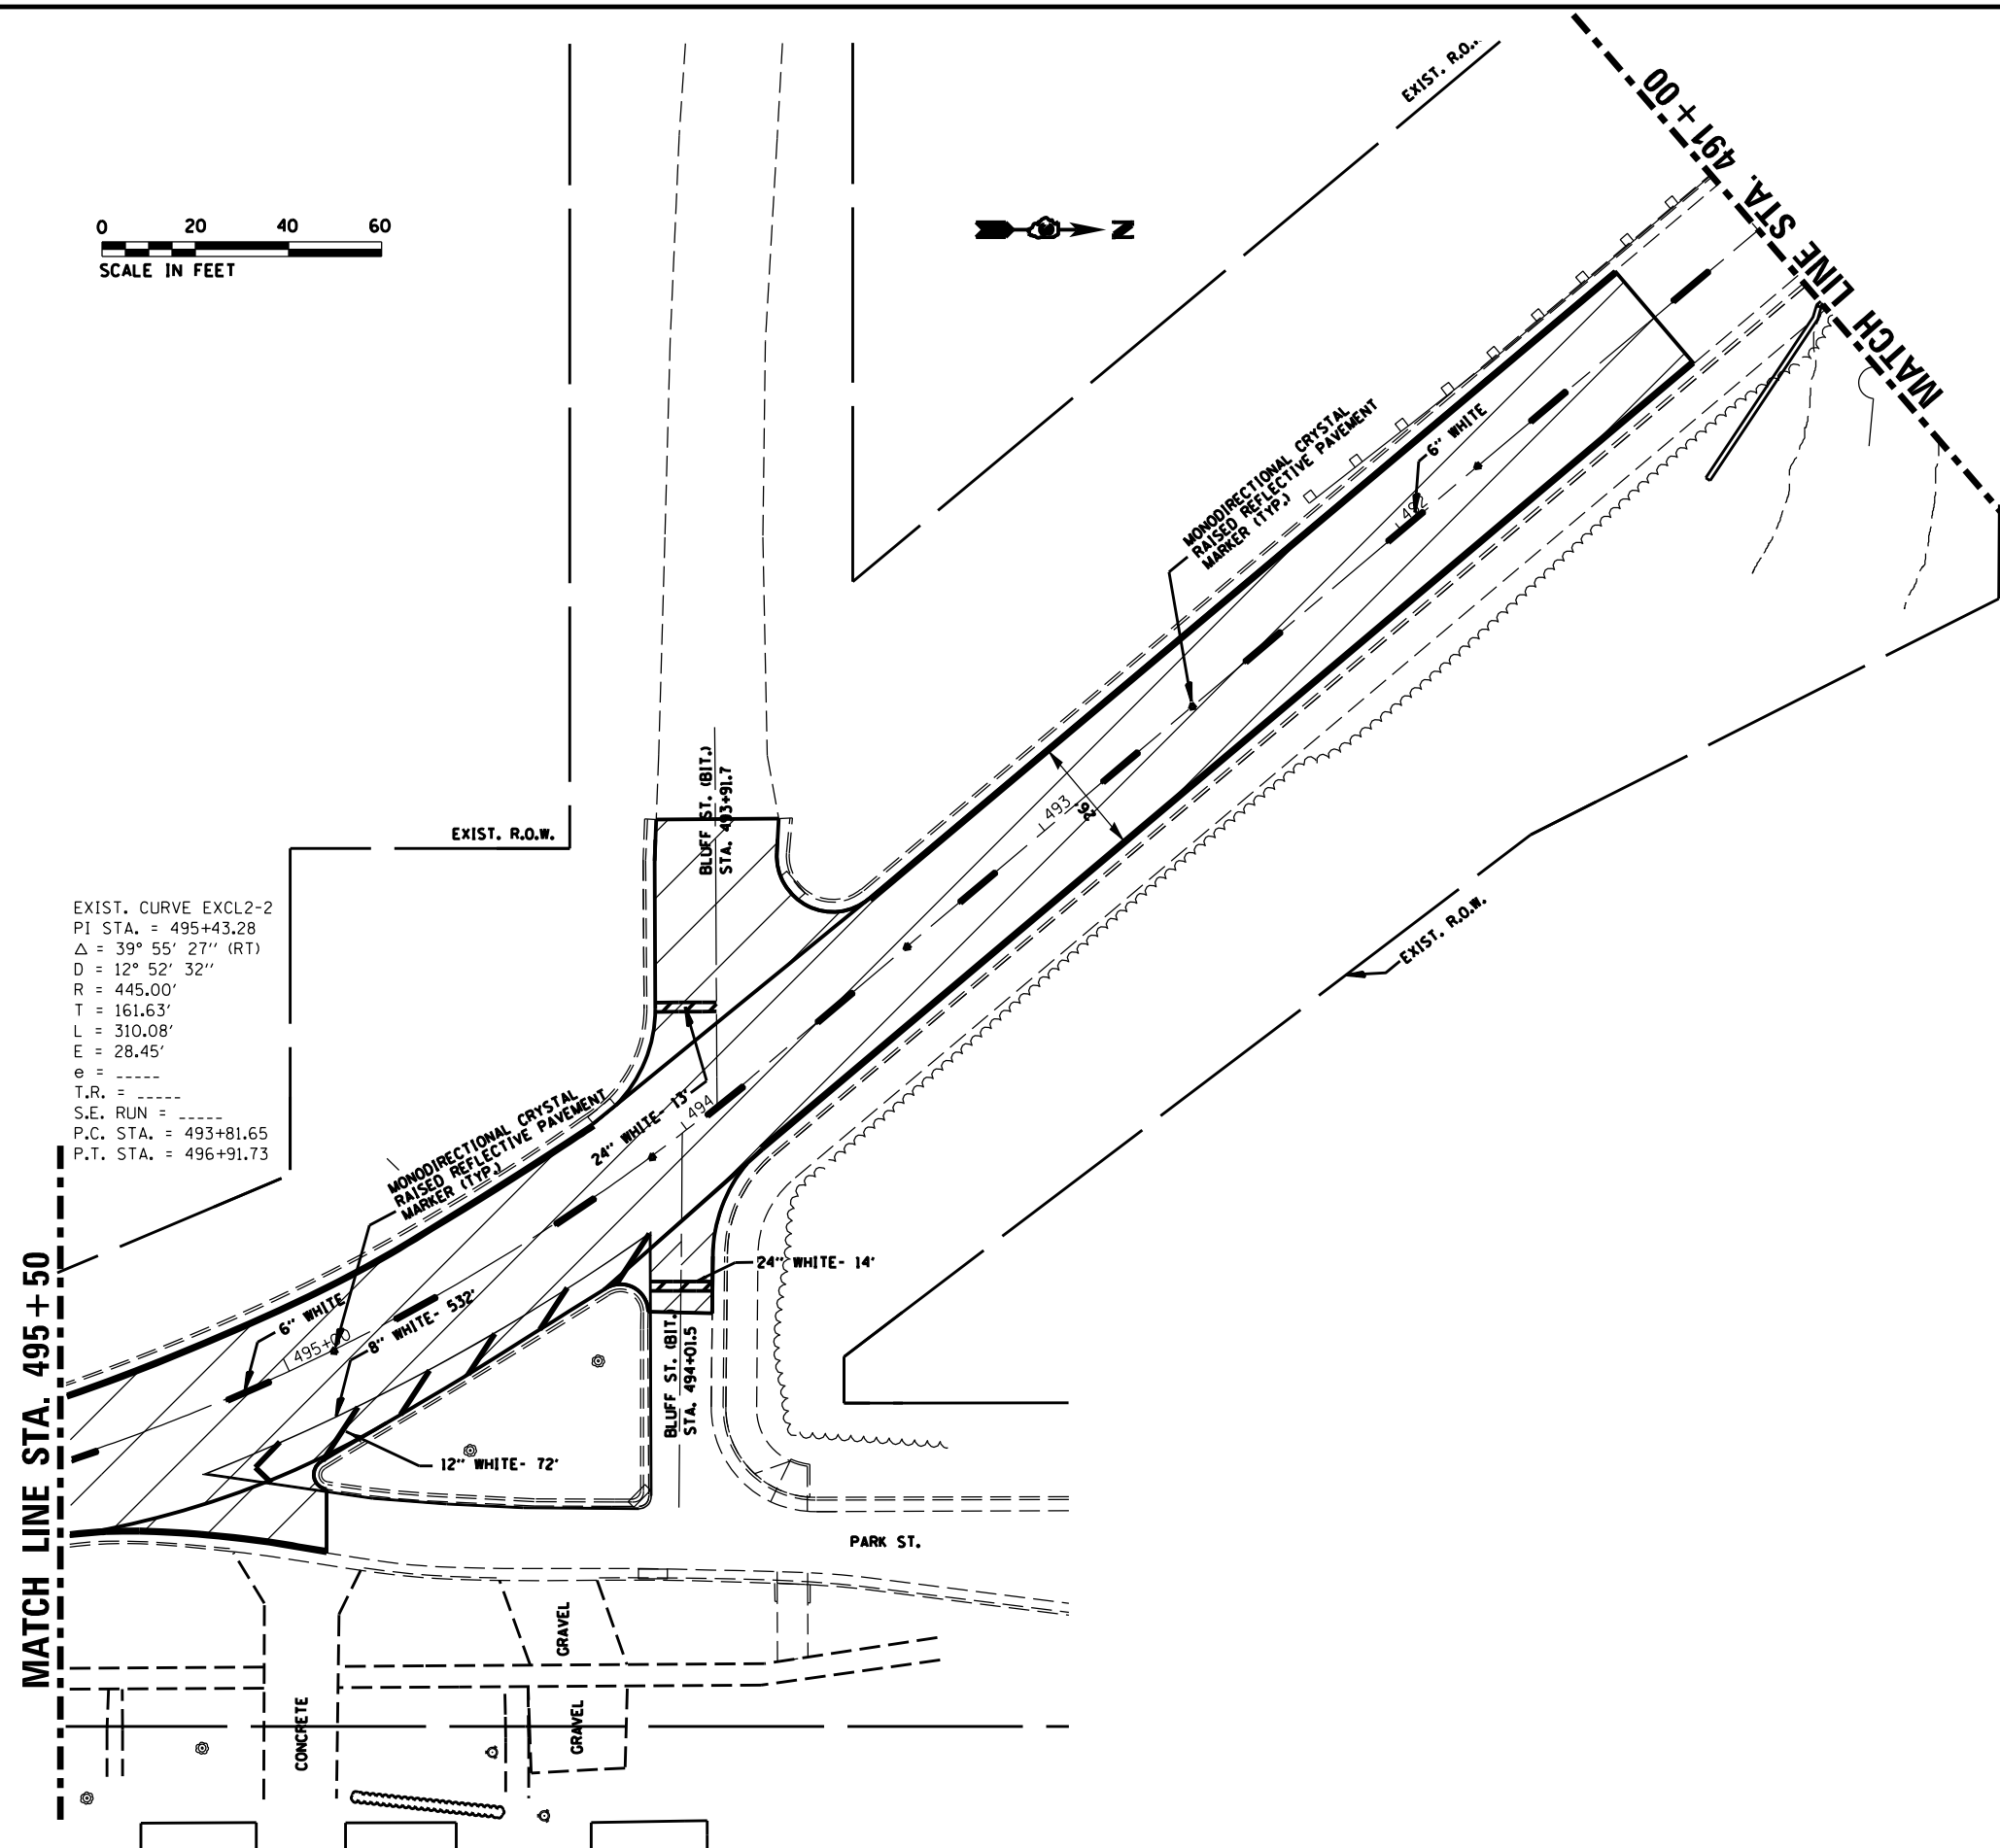 EXIST. R.O.W.
MATCH LINE STA. 491+00
0 20 40 60
SCALE IN FEET
N
MONODIRECTIONAL CRYSTAL
RAISED REFLECTIVE PAVEMENT
MARKER (TYP.)
6" WHITE
492
BLUFF ST. (BIT.)
STA. 493+91.7
493
26'
EXIST. R.O.W.
EXIST. R.O.W.
EXIST. CURVE EXCL2-2
PI STA. = 495+43.28
Δ = 39° 55' 27" (RT)
D = 12° 52' 32"
R = 445.00'
T = 161.63'
L = 310.08'
E = 28.45'
e = _____
T.R. = _____
S.E. RUN = _____
P.C. STA. = 493+81.65
P.T. STA. = 496+91.73
24" WHITE- 13'
494
MONODIRECTIONAL CRYSTAL
RAISED REFLECTIVE PAVEMENT
MARKER (TYP.)
24" WHITE- 14'
6" WHITE
495+00
8" WHITE- 532'
BLUFF ST. (BIT.)
STA. 494+01.5
12" WHITE- 72'
MATCH LINE STA. 495+50
PARK ST.
GRAVEL
GRAVEL
CONCRETE